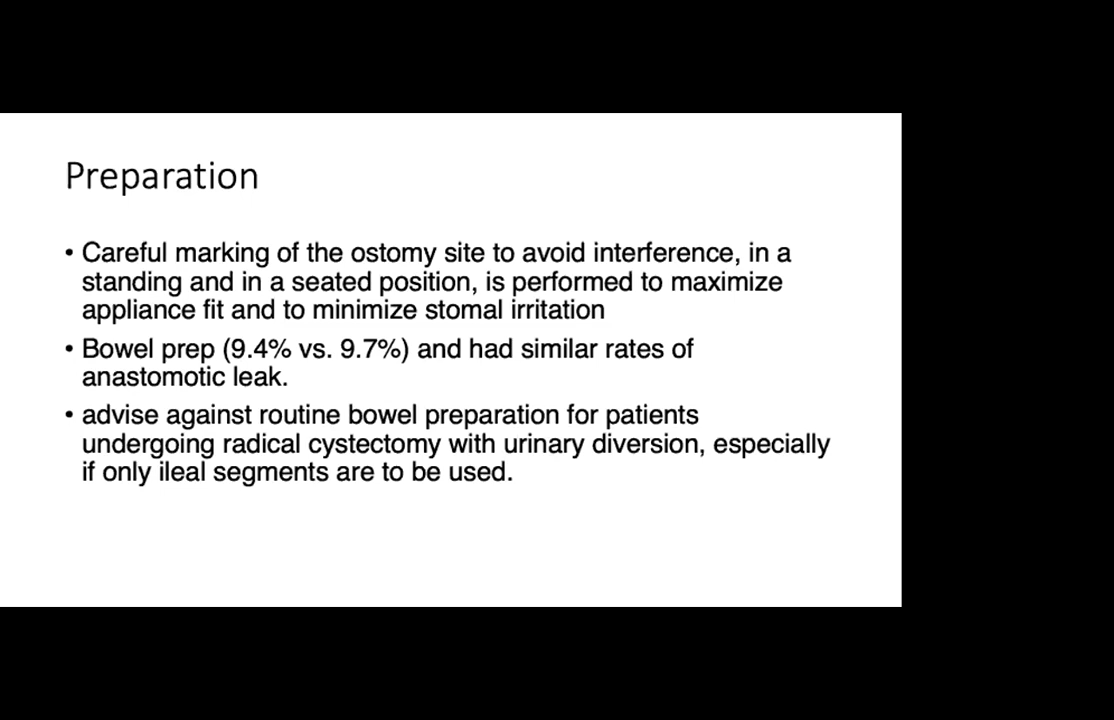 Preparation
• Careful marking of the ostomy site to avoid interference, in a
standing and in a seated position, is performed to maximize
appliance fit and to minimize stomal irritation
• Bowel prep (9.4% vs. 9.7%) and had similar rates of
anastomotic leak.
• advise against routine bowel preparation for patients
undergoing radical cystectomy with urinary diversion, especially
if only ileal segments are to be used.